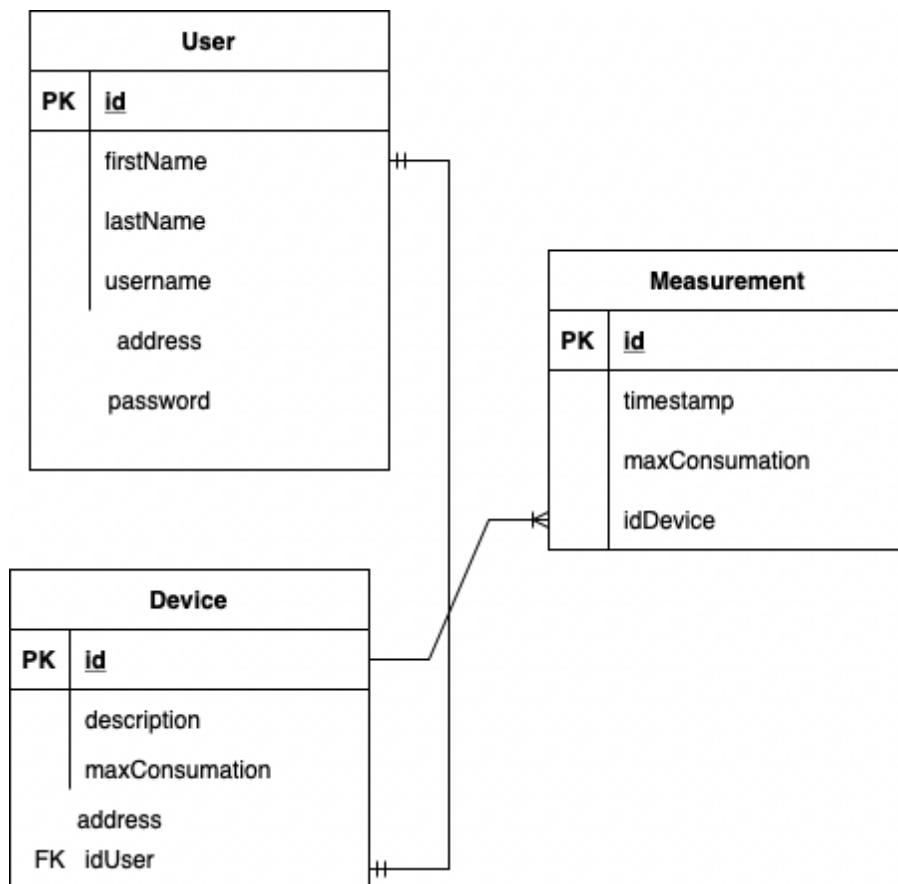 User
PK id
firstName
lastName
username
address
password
Measurement
PK id
timestamp
maxConsumation
idDevice
Device
PK id
description
maxConsumation
address
FK idUser